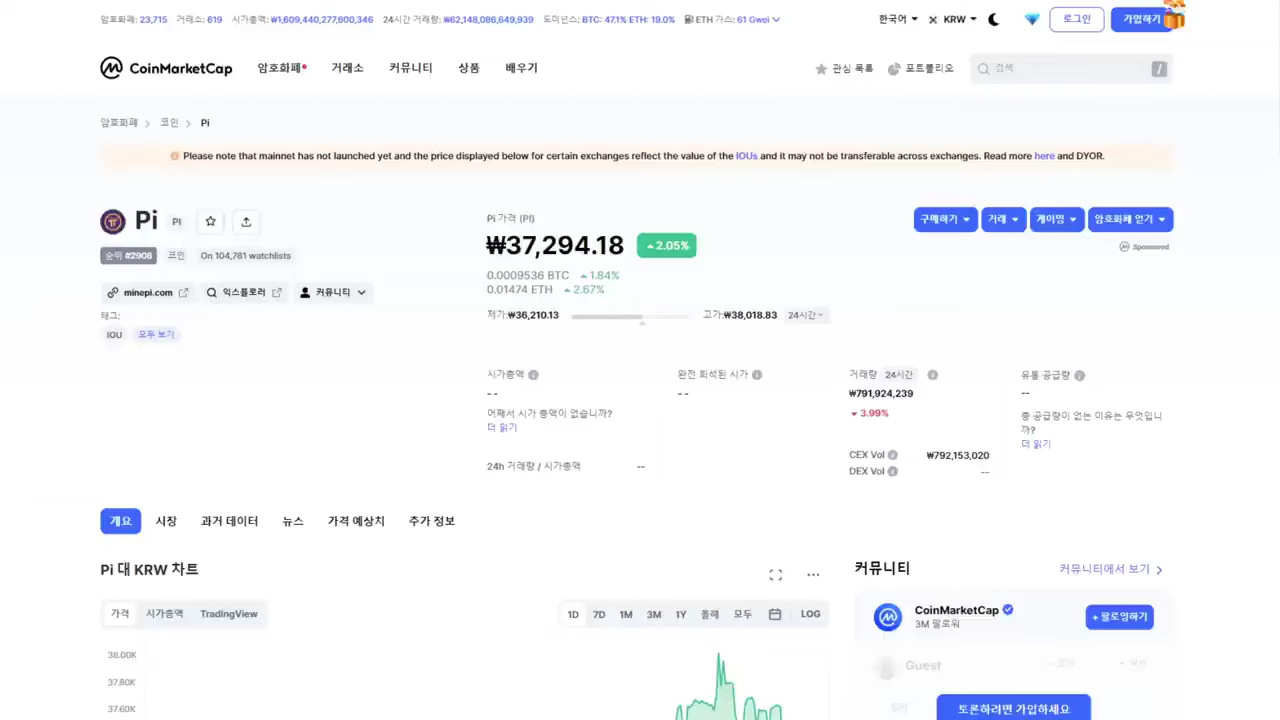 암호화폐: 23,715 거래소: 619 시가총액: ₩1,609,440,277,600,346 24시간 거래량: ₩62,148,086,649,939 도미넌스: BTC: 47.1% ETH: 19.0% ETH 가스: 61 Gwei
한국어 KRW 로그인 가입하기
CoinMarketCap 암호화폐 거래소 커뮤니티 상품 배우기 관심 목록 포트폴리오 검색 /
암호화폐 > 코인 > Pi
Please note that mainnet has not launched yet and the price displayed below for certain exchanges reflect the value of the IOUs and it may not be transferable across exchanges. Read more here and DYOR.
Pi PI
순위 #2908 코인 On 104,761 watchlists
minepi.com 익스플로러 커뮤니티
태그:
IOU 모두 보기
Pi 가격 (PI)
₩37,294.18 2.05%
0.0009536 BTC 1.84%
0.01474 ETH 2.67%
저가:₩36,210.13 고가:₩38,018.83 24시간
구매하기 거래 게이밍 암호화폐 얻기
Sponsored
시가총액
- -
어째서 시가 총액이 없습니까?
더 읽기
24h 거래량 / 시가총액 --
완전 희석된 시가
- -
거래량 24시간
₩791,924,239
3.99%
CEX Vol ₩792,153,020
DEX Vol --
유통 공급량
--
총 공급량이 없는 이유는 무엇입니
까?
더 읽기
개요 시장 과거 데이터 뉴스 가격 예상치 추가 정보
Pi 대 KRW 차트
가격 시가총액 TradingView 1D 7D 1M 3M 1Y 올해 모두 LOG
38.00K
37.80K
37.60K
커뮤니티 커뮤니티에서 보기
CoinMarketCap
3M 팔로워
+ 팔로잉하기
Guest
토론하려면 가입하세요